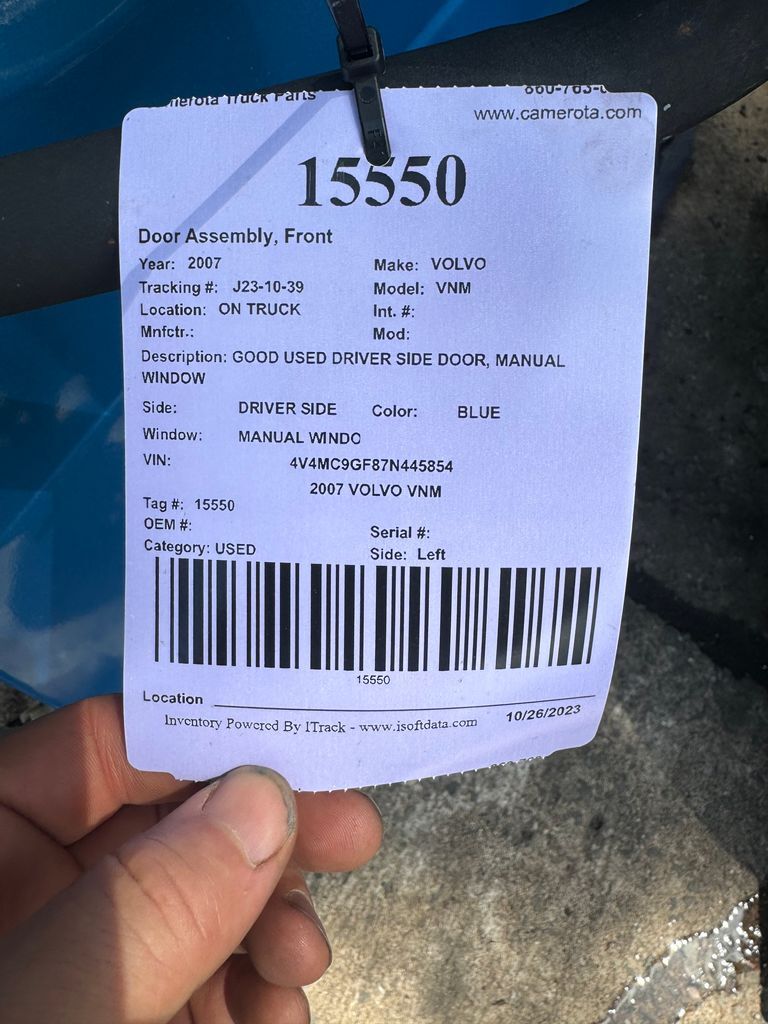 Truck Parts
www.camerota.com
15550
Door Assembly, Front
Year: 2007 Make: VOLVO
Tracking #: J23-10-39 Model: VNM
Location: ON TRUCK Int. #:
Mnfctr.: Mod:
Description: GOOD USED DRIVER SIDE DOOR, MANUAL
WINDOW
Side: DRIVER SIDE Color: BLUE
Window: MANUAL WINDO
VIN: 4V4MC9GF87N445854
2007 VOLVO VNM
Tag #: 15550
OEM #: Serial #:
Category: USED Side: Left
15550
Location
Inventory Powered By ITrack - www.isoftdata.com 10/26/2023